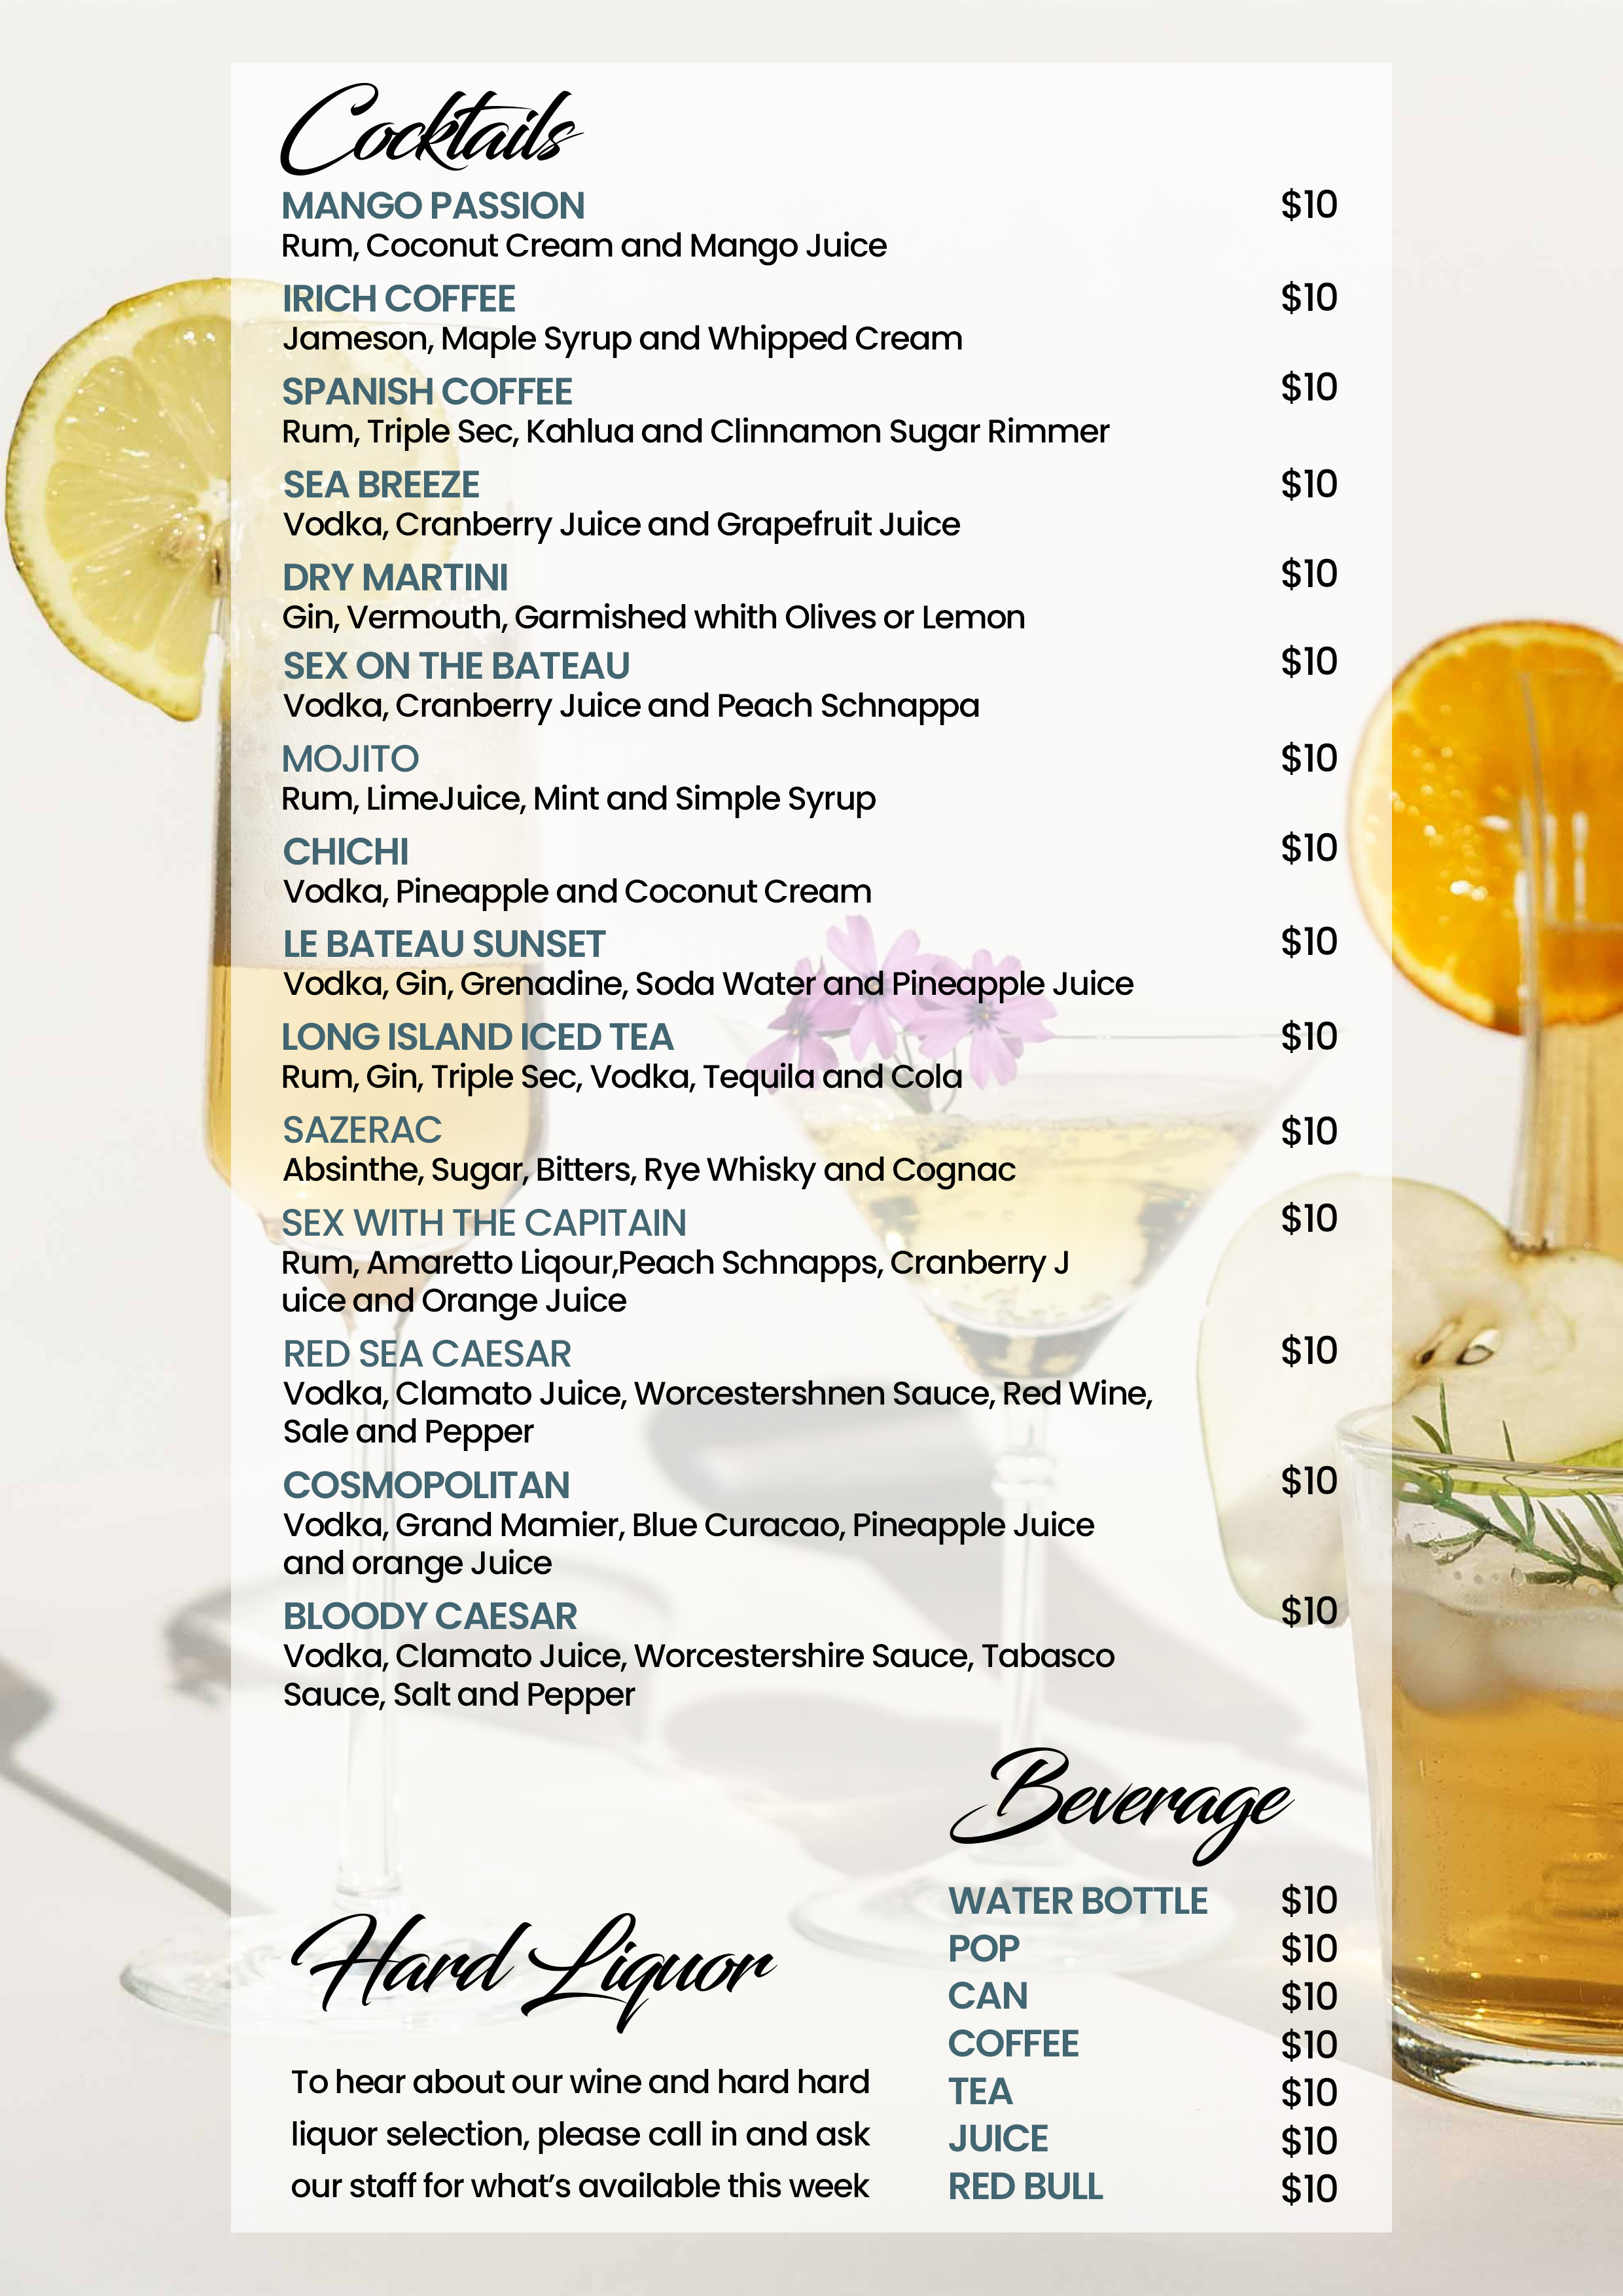 Cocktails
MANGO PASSION $10
Rum, Coconut Cream and Mango Juice
IRICH COFFEE $10
Jameson, Maple Syrup and Whipped Cream
SPANISH COFFEE $10
Rum, Triple Sec, Kahlua and Clinnamon Sugar Rimmer
SEA BREEZE $10
Vodka, Cranberry Juice and Grapefruit Juice
DRY MARTINI $10
Gin, Vermouth, Garmished whith Olives or Lemon
SEX ON THE BATEAU $10
Vodka, Cranberry Juice and Peach Schnappa
MOJITO $10
Rum, LimeJuice, Mint and Simple Syrup
CHICHI $10
Vodka, Pineapple and Coconut Cream
LE BATEAU SUNSET $10
Vodka, Gin, Grenadine, Soda Water and Pineapple Juice
LONG ISLAND ICED TEA $10
Rum, Gin, Triple Sec, Vodka, Tequila and Cola
SAZERAC $10
Absinthe, Sugar, Bitters, Rye Whisky and Cognac
SEX WITH THE CAPITAIN $10
Rum, Amaretto Liqour,Peach Schnapps, Cranberry J
uice and Orange Juice
RED SEA CAESAR $10
Vodka, Clamato Juice, Worcestershnen Sauce, Red Wine,
Sale and Pepper
COSMOPOLITAN $10
Vodka, Grand Mamier, Blue Curacao, Pineapple Juice
and orange Juice
BLOODY CAESAR $10
Vodka, Clamato Juice, Worcestershire Sauce, Tabasco
Sauce, Salt and Pepper
Hard Liquor
To hear about our wine and hard hard
liquor selection, please call in and ask
our staff for what's available this week
Beverage
WATER BOTTLE $10
POP $10
CAN $10
COFFEE $10
TEA $10
JUICE $10
RED BULL $10